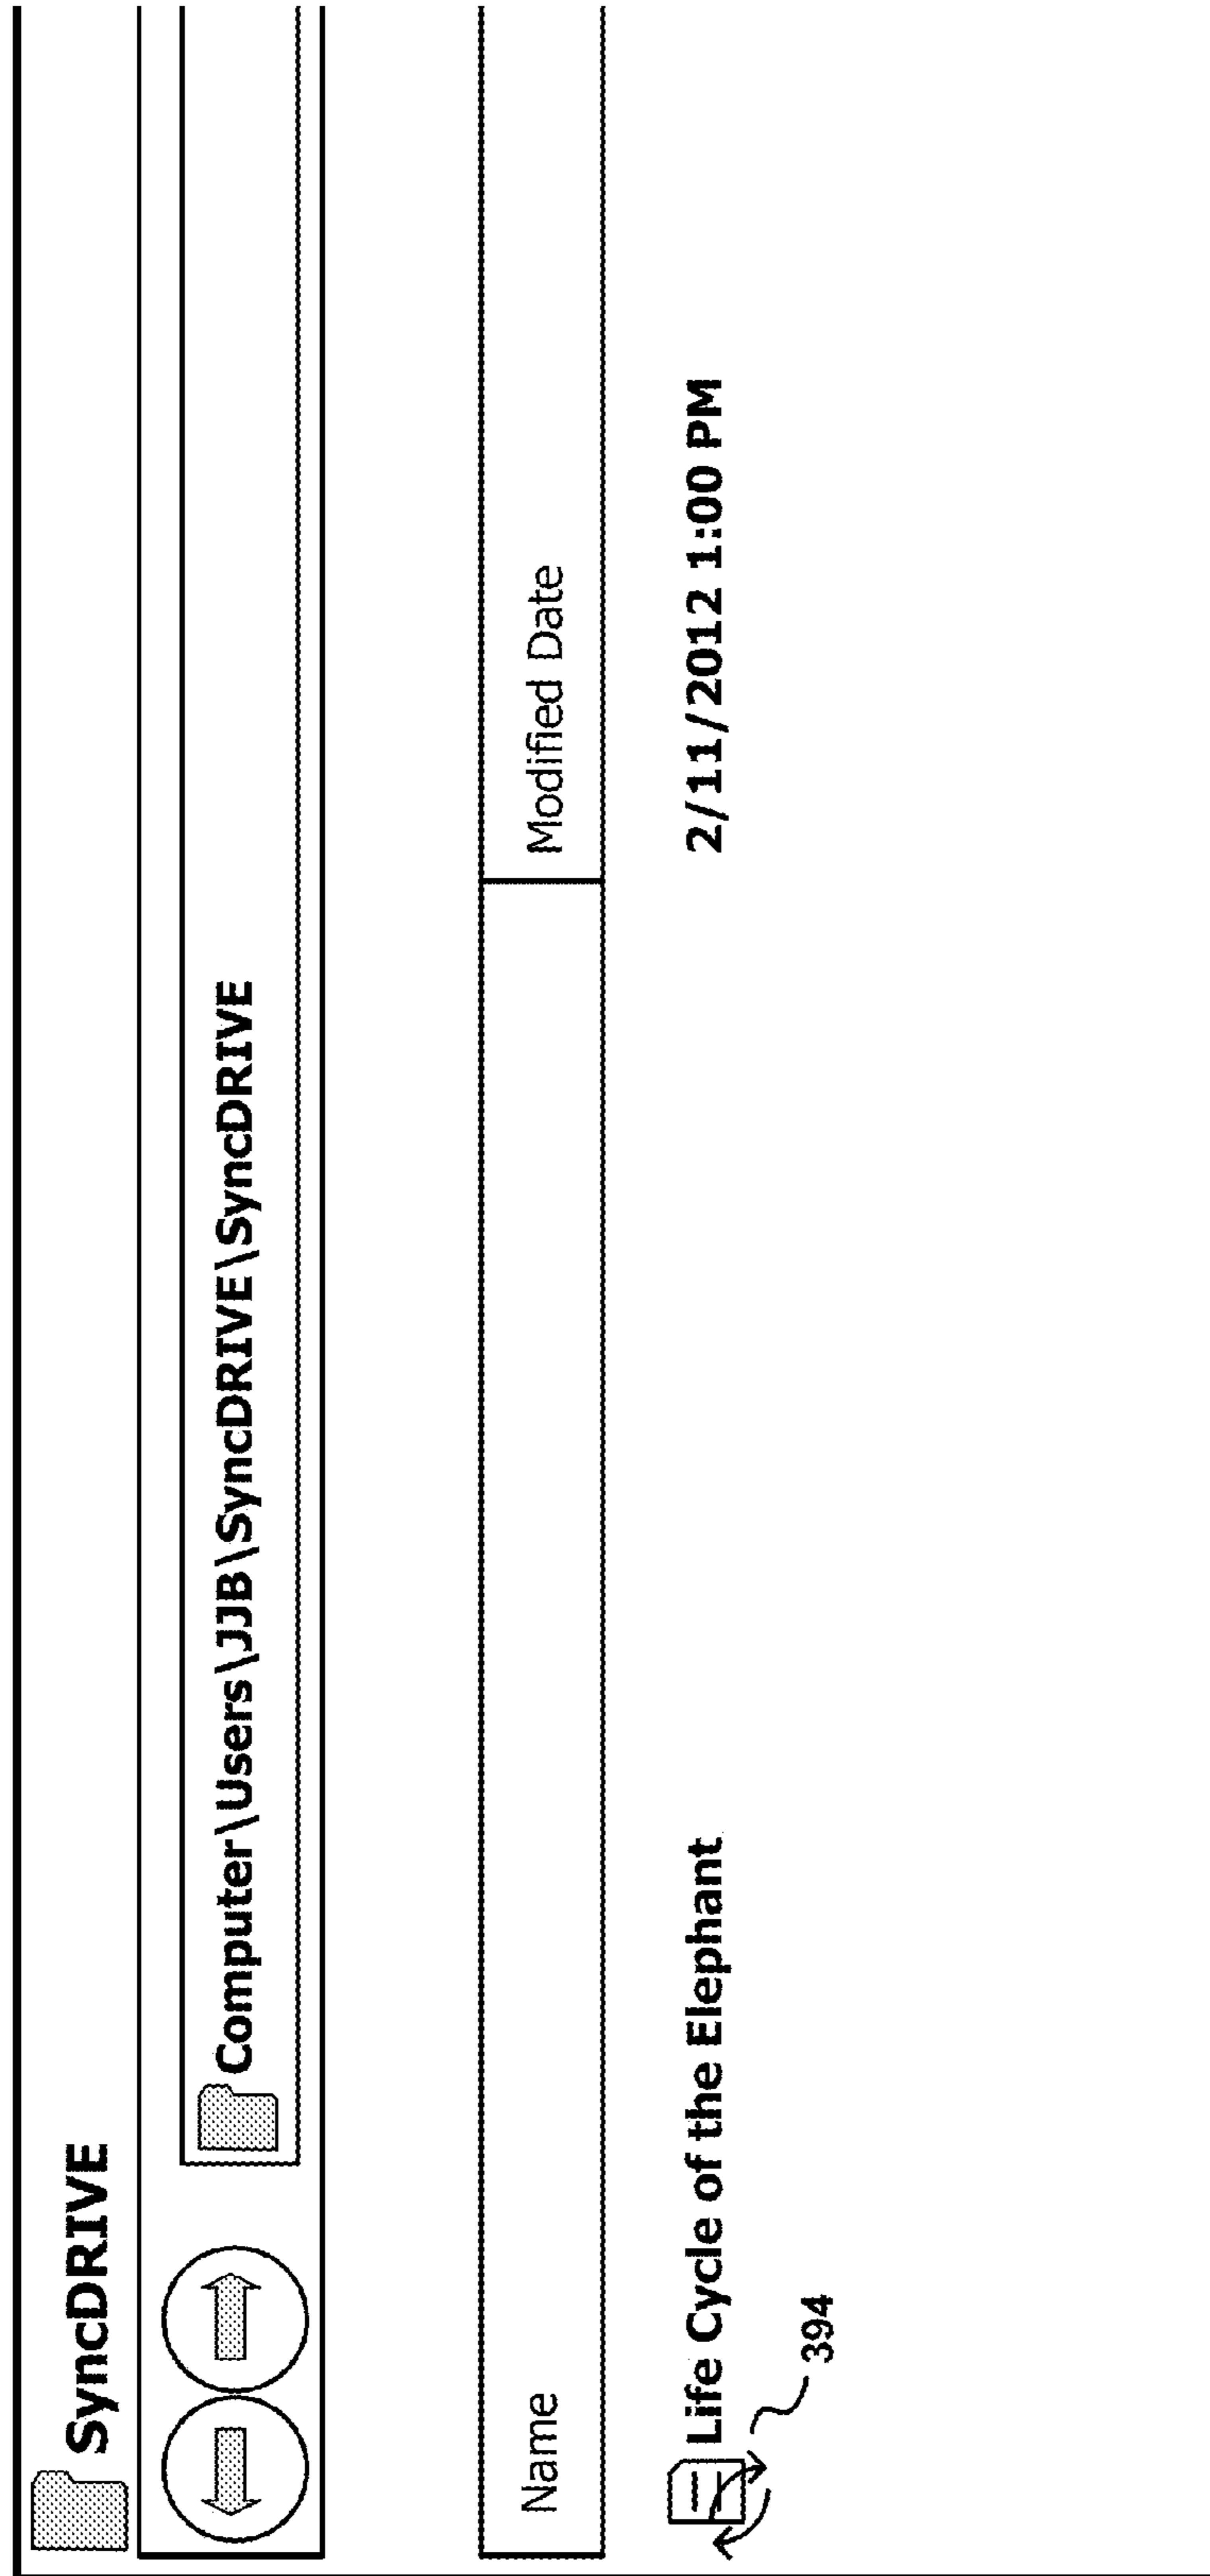 SyncDRIVE
Computer\Users\JJB\SyncDRIVE\SyncDRIVE
Name Modified Date
Life Cycle of the Elephant 2/11/2012 1:00 PM
394